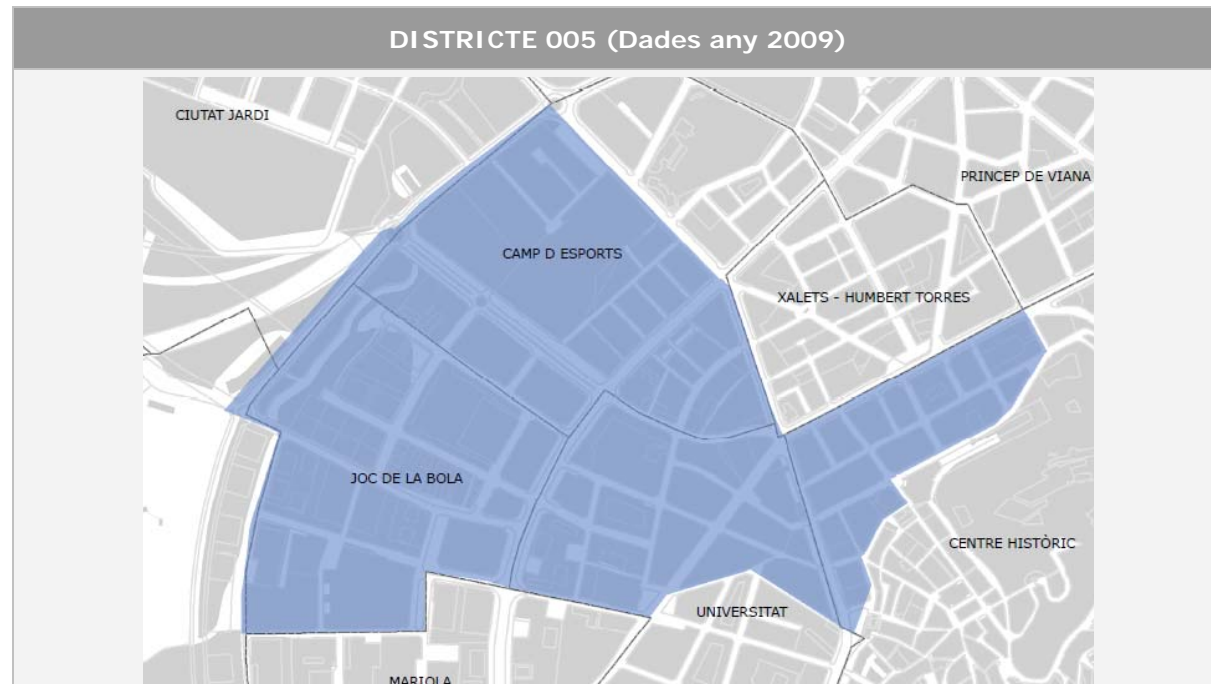 DISTRICTE 005 (Dades any 2009)
CIUTAT JARDI
PRINCEP DE VIANA
CAMP D ESPORTS
XALETS - HUMBERT TORRES
JOC DE LA BOLA
CENTRE HISTÒRIC
UNIVERSITAT
MARIOLA